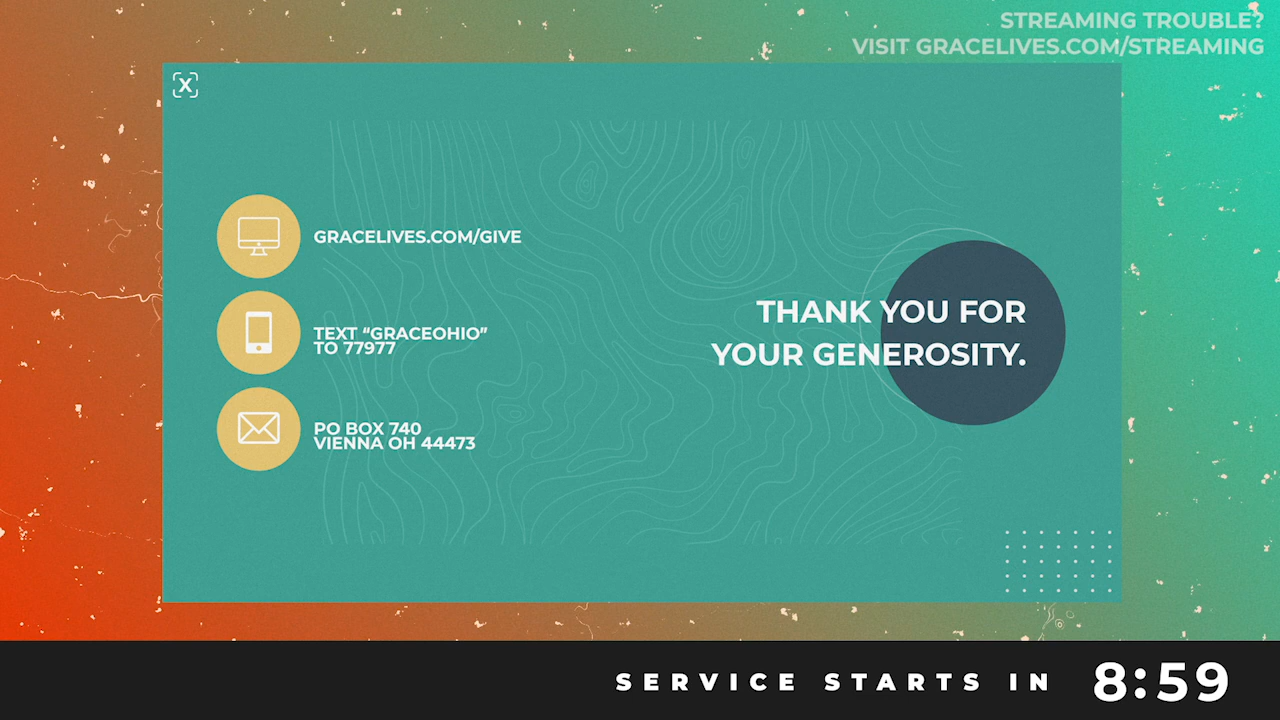 STREAMING TROUBLE?
VISIT GRACELIVES.COM/STREAMING
X
GRACELIVES.COM/GIVE
TEXT “GRACEOHIO”
TO 77977
PO BOX 740
VIENNA OH 44473
THANK YOU FOR
YOUR GENEROSITY.
SERVICE STARTS IN 8:59